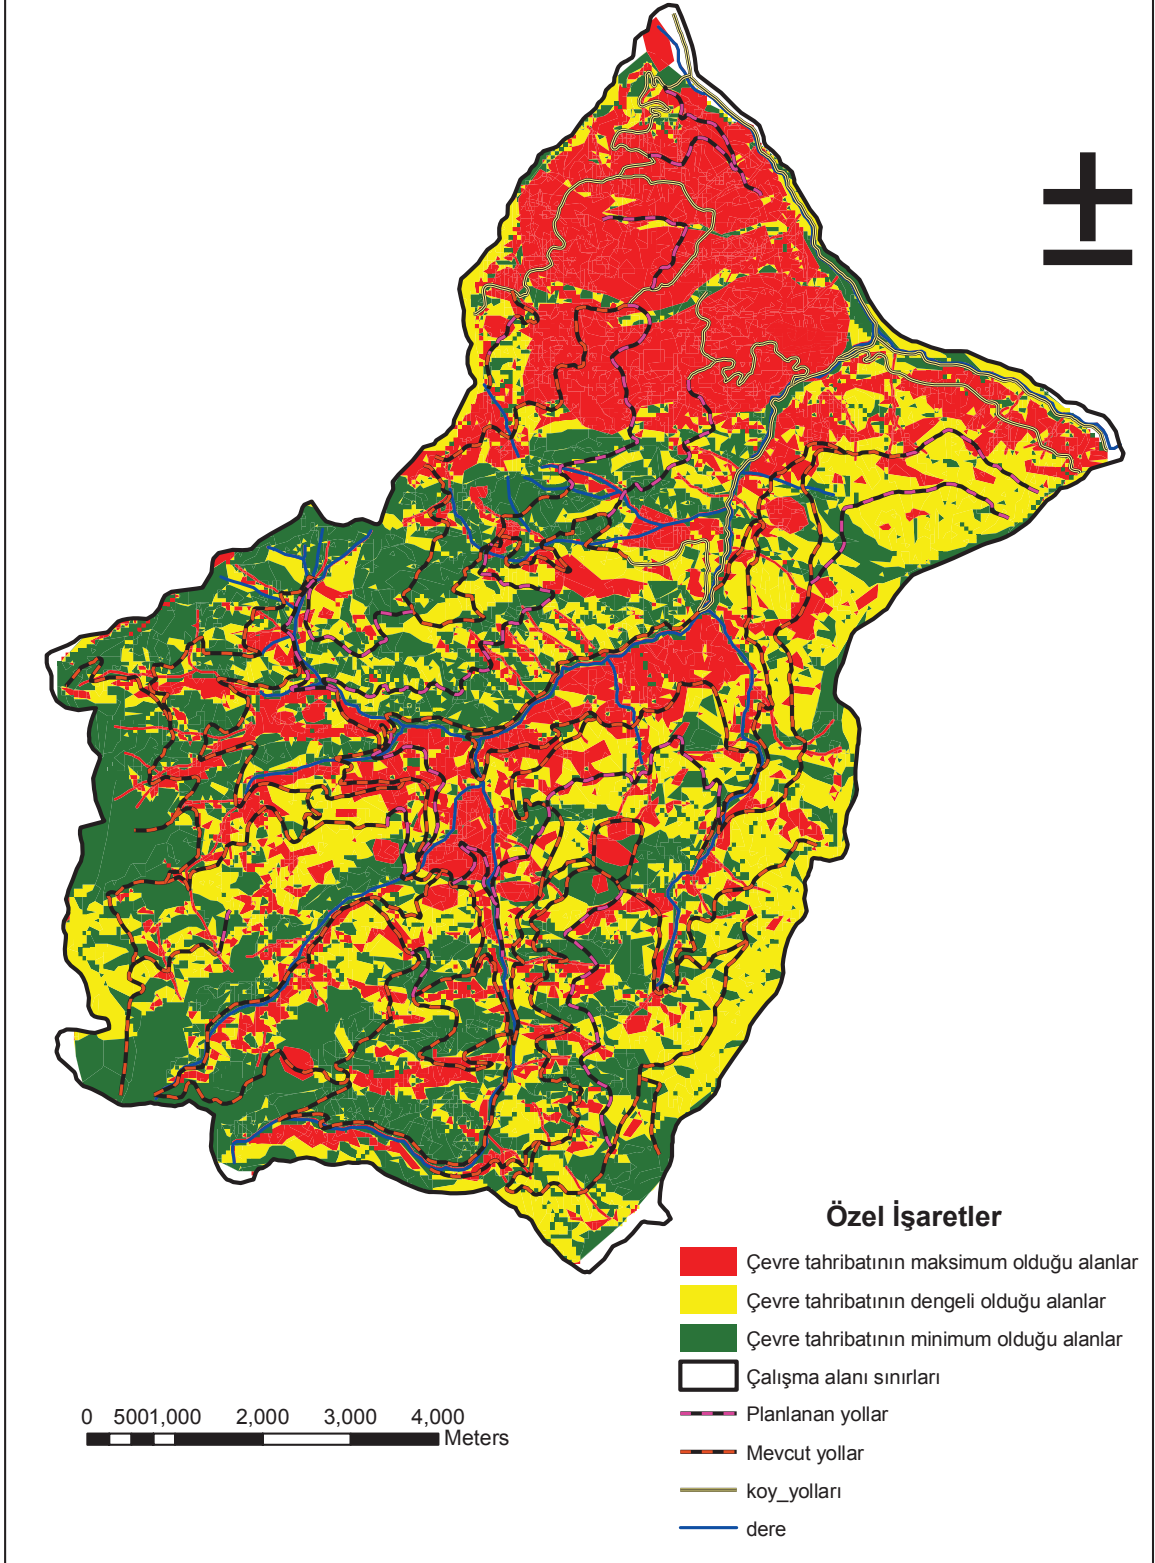 Özel İşaretler
Çevre tahribatının maksimum olduğu alanlar
Çevre tahribatının dengeli olduğu alanlar
Çevre tahribatının minimum olduğu alanlar
Çalışma alanı sınırları
Planlanan yollar
Mevcut yollar
koy_yolları
dere
0 5001,000 2,000 3,000 4,000
Meters